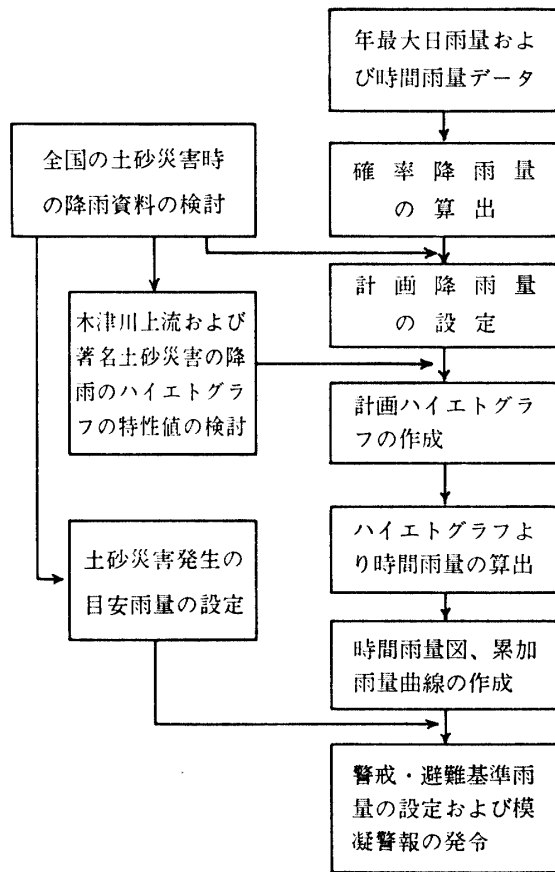 年最大日雨量およ
び時間雨量データ
全国の土砂災害時
の降雨資料の検討
確率降雨量
の算出
計画降雨量
の設定
木津川上流および
著名土砂災害の降
雨のハイエトグラ
フの特性値の検討
計画ハイエトグラ
フの作成
ハイエトグラフよ
り時間雨量の算出
土砂災害発生の
目安雨量の設定
時間雨量図、累加
雨量曲線の作成
警戒・避難基準雨
量の設定および模
凝警報の発令